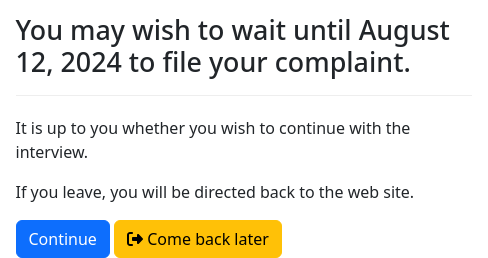 You may wish to wait until August
12, 2024 to file your complaint.
It is up to you whether you wish to continue with the
interview.
If you leave, you will be directed back to the web site.
Continue
Come back later